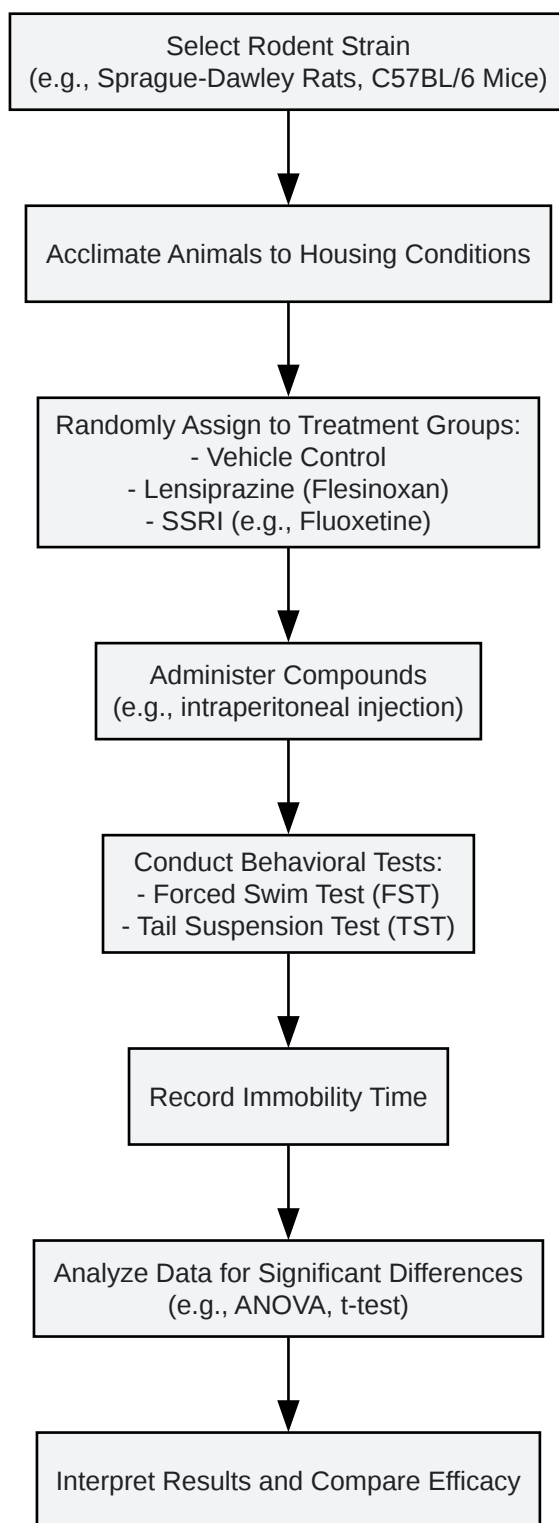 Select Rodent Strain
(e.g., Sprague-Dawley Rats, C57BL/6 Mice)
Acclimate Animals to Housing Conditions
Randomly Assign to Treatment Groups:
- Vehicle Control
- Lensiprazine (Flesinoxan)
- SSRI (e.g., Fluoxetine)
Administer Compounds
(e.g., intraperitoneal injection)
Conduct Behavioral Tests:
- Forced Swim Test (FST)
- Tail Suspension Test (TST)
Record Immobility Time
Analyze Data for Significant Differences
(e.g., ANOVA, t-test)
Interpret Results and Compare Efficacy